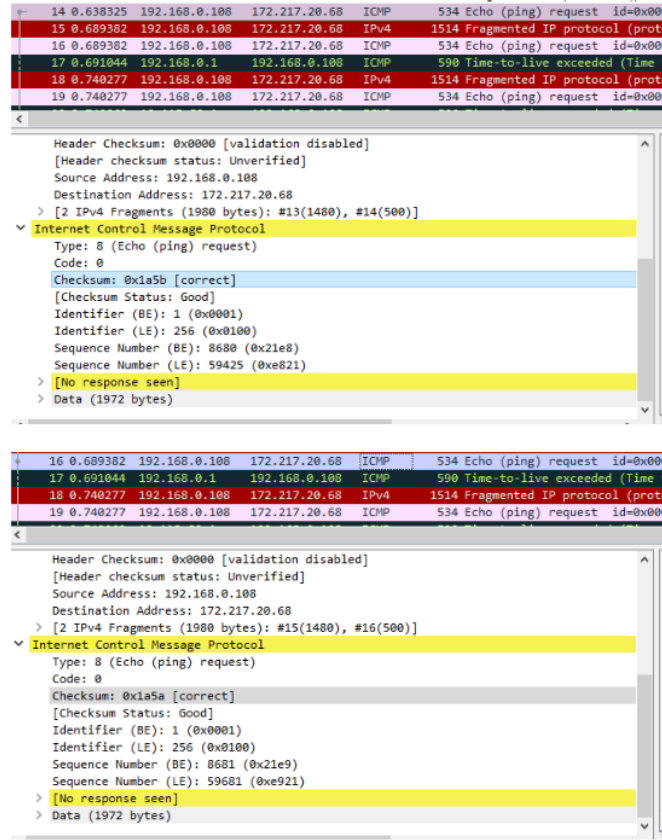 14 0.638325 192.168.0.108 172.217.20.68 ICMP 534 Echo (ping) request id=0x00
15 0.689382 192.168.0.108 172.217.20.68 IPv4 1514 Fragmented IP protocol (prot
16 0.689382 192.168.0.108 172.217.20.68 ICMP 534 Echo (ping) request id=0x00
17 0.691044 192.168.0.1 192.168.0.108 ICMP 590 Time-to-live exceeded (Time
18 0.740277 192.168.0.108 172.217.20.68 IPv4 1514 Fragmented IP protocol (prot
19 0.740277 192.168.0.108 172.217.20.68 ICMP 534 Echo (ping) request id=0x00
Header Checksum: 0x0000 [validation disabled]
[Header checksum status: Unverified]
Source Address: 192.168.0.108
Destination Address: 172.217.20.68
[2 IPv4 Fragments (1980 bytes): #13(1480), #14(500)]
Internet Control Message Protocol
Type: 8 (Echo (ping) request)
Code: 0
Checksum: 0x1a5b [correct]
[Checksum Status: Good]
Identifier (BE): 1 (0x0001)
Identifier (LE): 256 (0x0100)
Sequence Number (BE): 8680 (0x21e8)
Sequence Number (LE): 59425 (0xe821)
[No response seen]
Data (1972 bytes)
16 0.689382 192.168.0.108 172.217.20.68 ICMP 534 Echo (ping) request id=0x00
17 0.691044 192.168.0.1 192.168.0.108 ICMP 590 Time-to-live exceeded (Time
18 0.740277 192.168.0.108 172.217.20.68 IPv4 1514 Fragmented IP protocol (prot
19 0.740277 192.168.0.108 172.217.20.68 ICMP 534 Echo (ping) request id=0x00
Header Checksum: 0x0000 [validation disabled]
[Header checksum status: Unverified]
Source Address: 192.168.0.108
Destination Address: 172.217.20.68
[2 IPv4 Fragments (1980 bytes): #15(1480), #16(500)]
Internet Control Message Protocol
Type: 8 (Echo (ping) request)
Code: 0
Checksum: 0x1a5a [correct]
[Checksum Status: Good]
Identifier (BE): 1 (0x0001)
Identifier (LE): 256 (0x0100)
Sequence Number (BE): 8681 (0x21e9)
Sequence Number (LE): 59681 (0xe921)
[No response seen]
Data (1972 bytes)